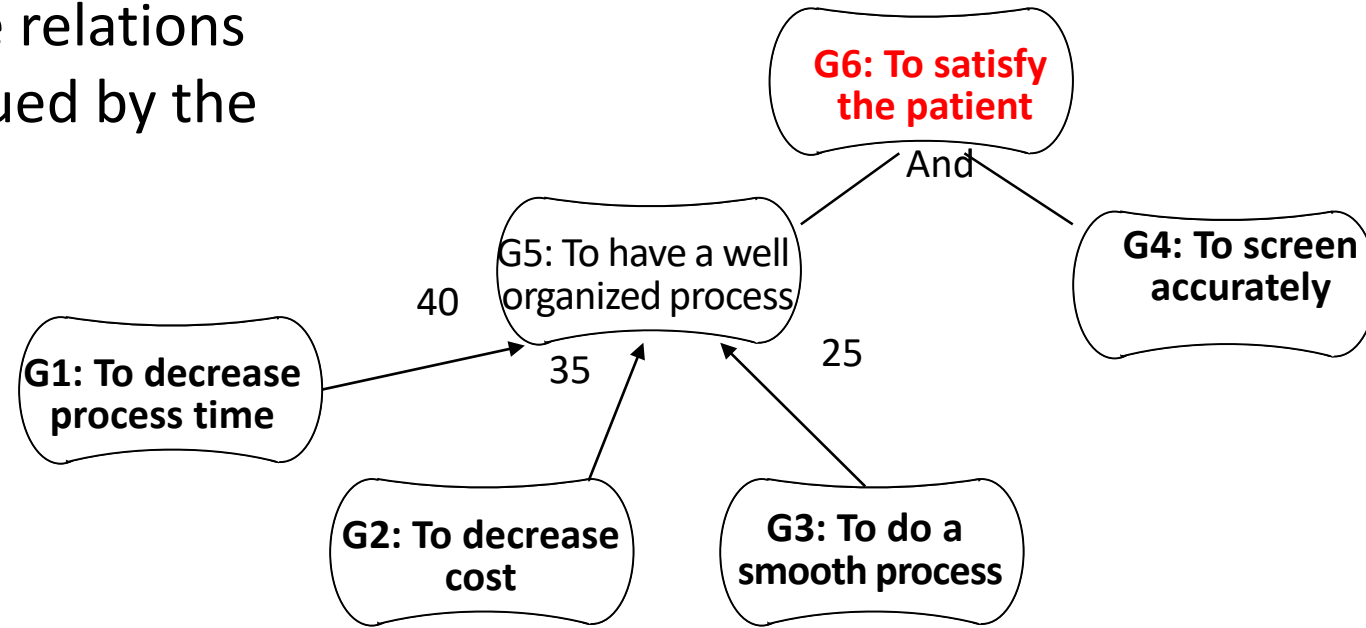 relations
ued by the
G6: To satisfy
the patient
And
G5: To have a well
organized process
G4: To screen
accurately
40
35
25
G1: To decrease
process time
G2: To decrease
cost
G3: To do a
smooth process